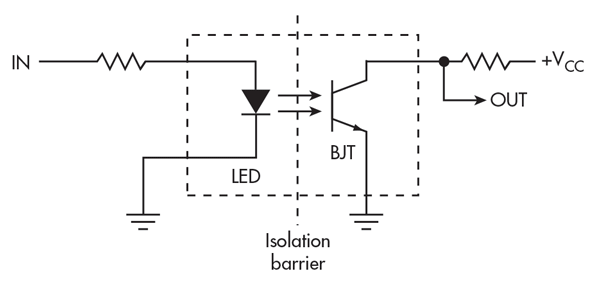 IN
+VCC
OUT
BJT
LED
Isolation
barrier